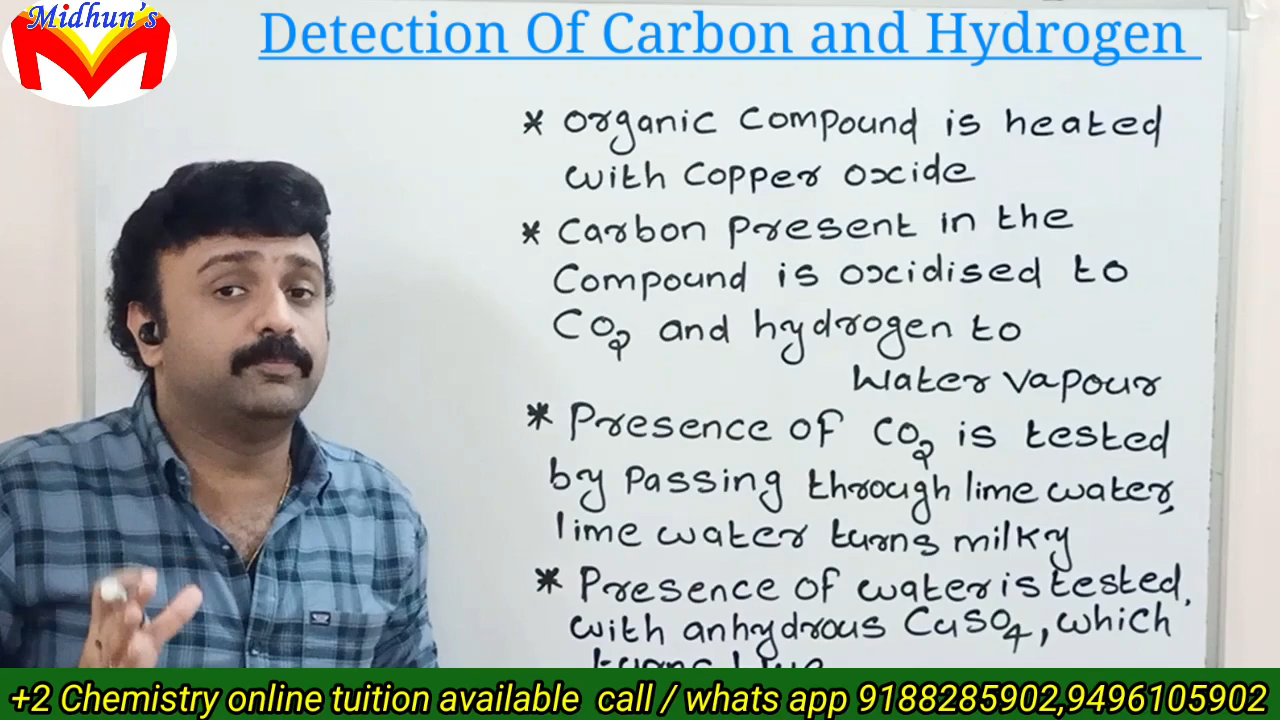 Midhun's
Detection Of Carbon and Hydrogen
* Organic Compound is heated
with Copper oxide
* Carbon Present in the
Compound is oxidised to
CO₂ and hydrogen to
Water Vapour
* Presence of CO₂ is tested
by Passing through lime water,
lime water turns milky
* Presence of water is tested,
with anhydrous CuSO₄, which
turns blue
+2 Chemistry online tuition available call / whats app 9188285902,9496105902